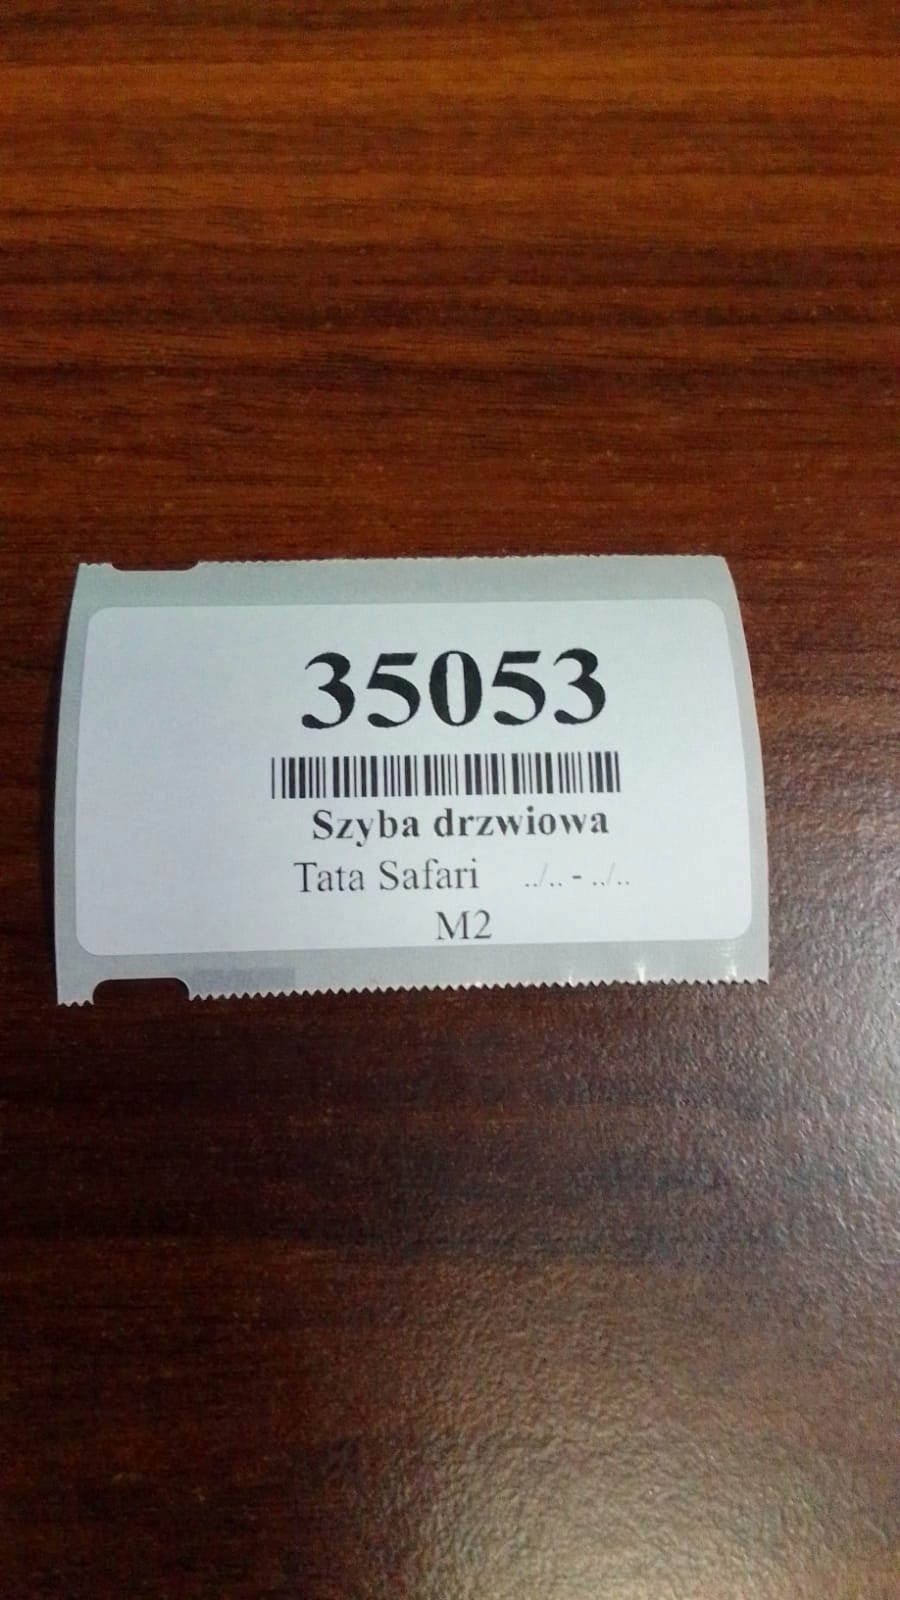 35053
Szyba drzwiowa
Tata Safari ../.. - ../..
M2